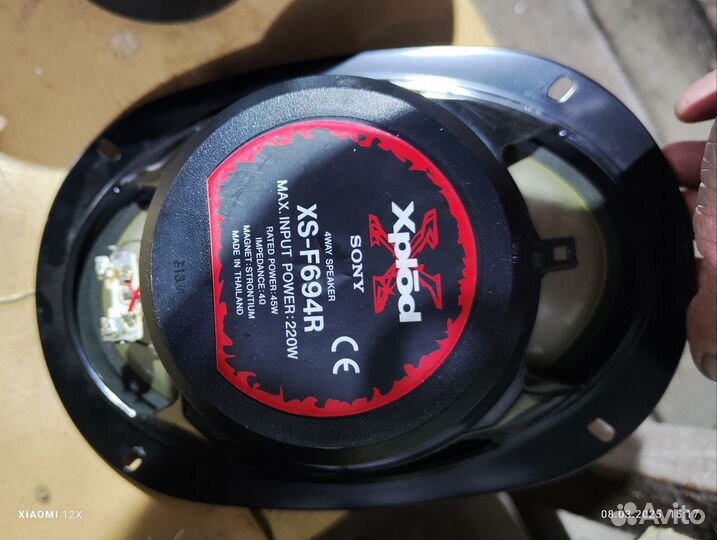 Xplod
SONY
4WAY SPEAKER
XS-F694R
MAX. INPUT POWER:220W
RATED POWER:45W
IMPEDANCE:4Ω
MAGNET:STRONTIUM
MADE IN THAILAND
CE
XIAOMI 12X
08.03.2025 15:17
Avito